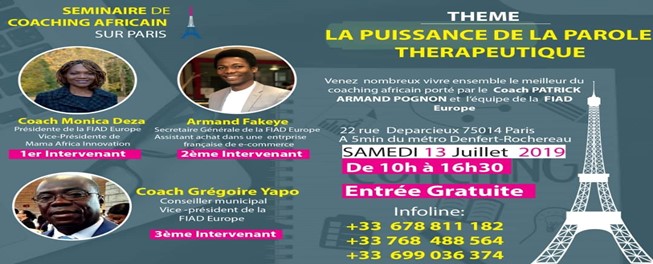 SEMINAIRE DE
COACHING AFRICAIN
SUR PARIS
Coach Monica Deza
Présidente de la FIAD Europe
Vice-Présidente de
Mama Africa Innovation
1er Intervenant
Armand Fakeye
Secretaire Générale de la FIAD Europe
Assistant achat dans une entrprise
française de e-commerce
2ème Intervenant
Coach Grégoire Yapo
Conseiller municipal
Vice -président de la
FIAD Europe
3ème Intervenant
THEME
LA PUISSANCE DE LA PAROLE
THERAPEUTIQUE
Venez nombreux vivre ensemble le meilleur du
coaching africain porté par le Coach PATRICK
ARMAND POGNON et l'équipe de la FIAD
Europe
22 rue Deparcieux 75014 Paris
A 5min du métro Denfert-Rochereau
SAMEDI 13 Juillet 2019
De 10h à 16h30
Entrée Gratuite
Infoline:
+33 678 811 182
+33 768 488 564
+33 699 036 374